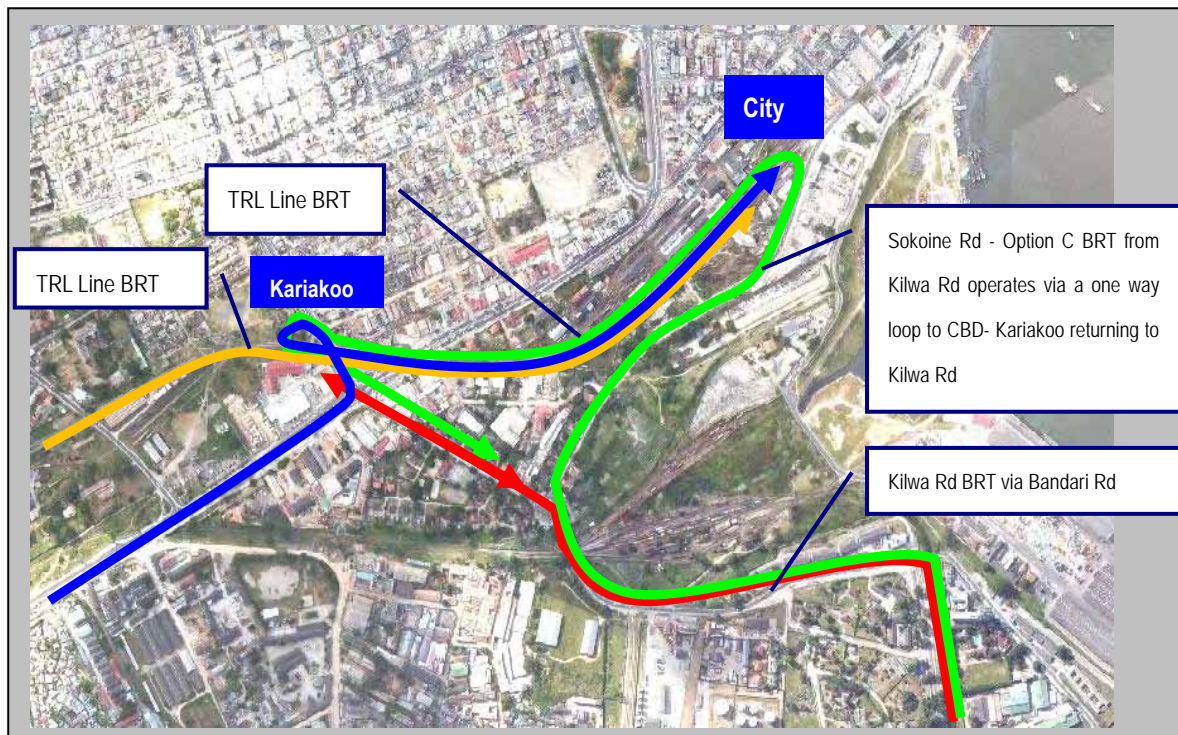 City
TRL Line BRT
TRL Line BRT
Kariakoo
Sokoine Rd - Option C BRT from
Kilwa Rd operates via a one way
loop to CBD- Kariakoo returning to
Kilwa Rd
Kilwa Rd BRT via Bandari Rd